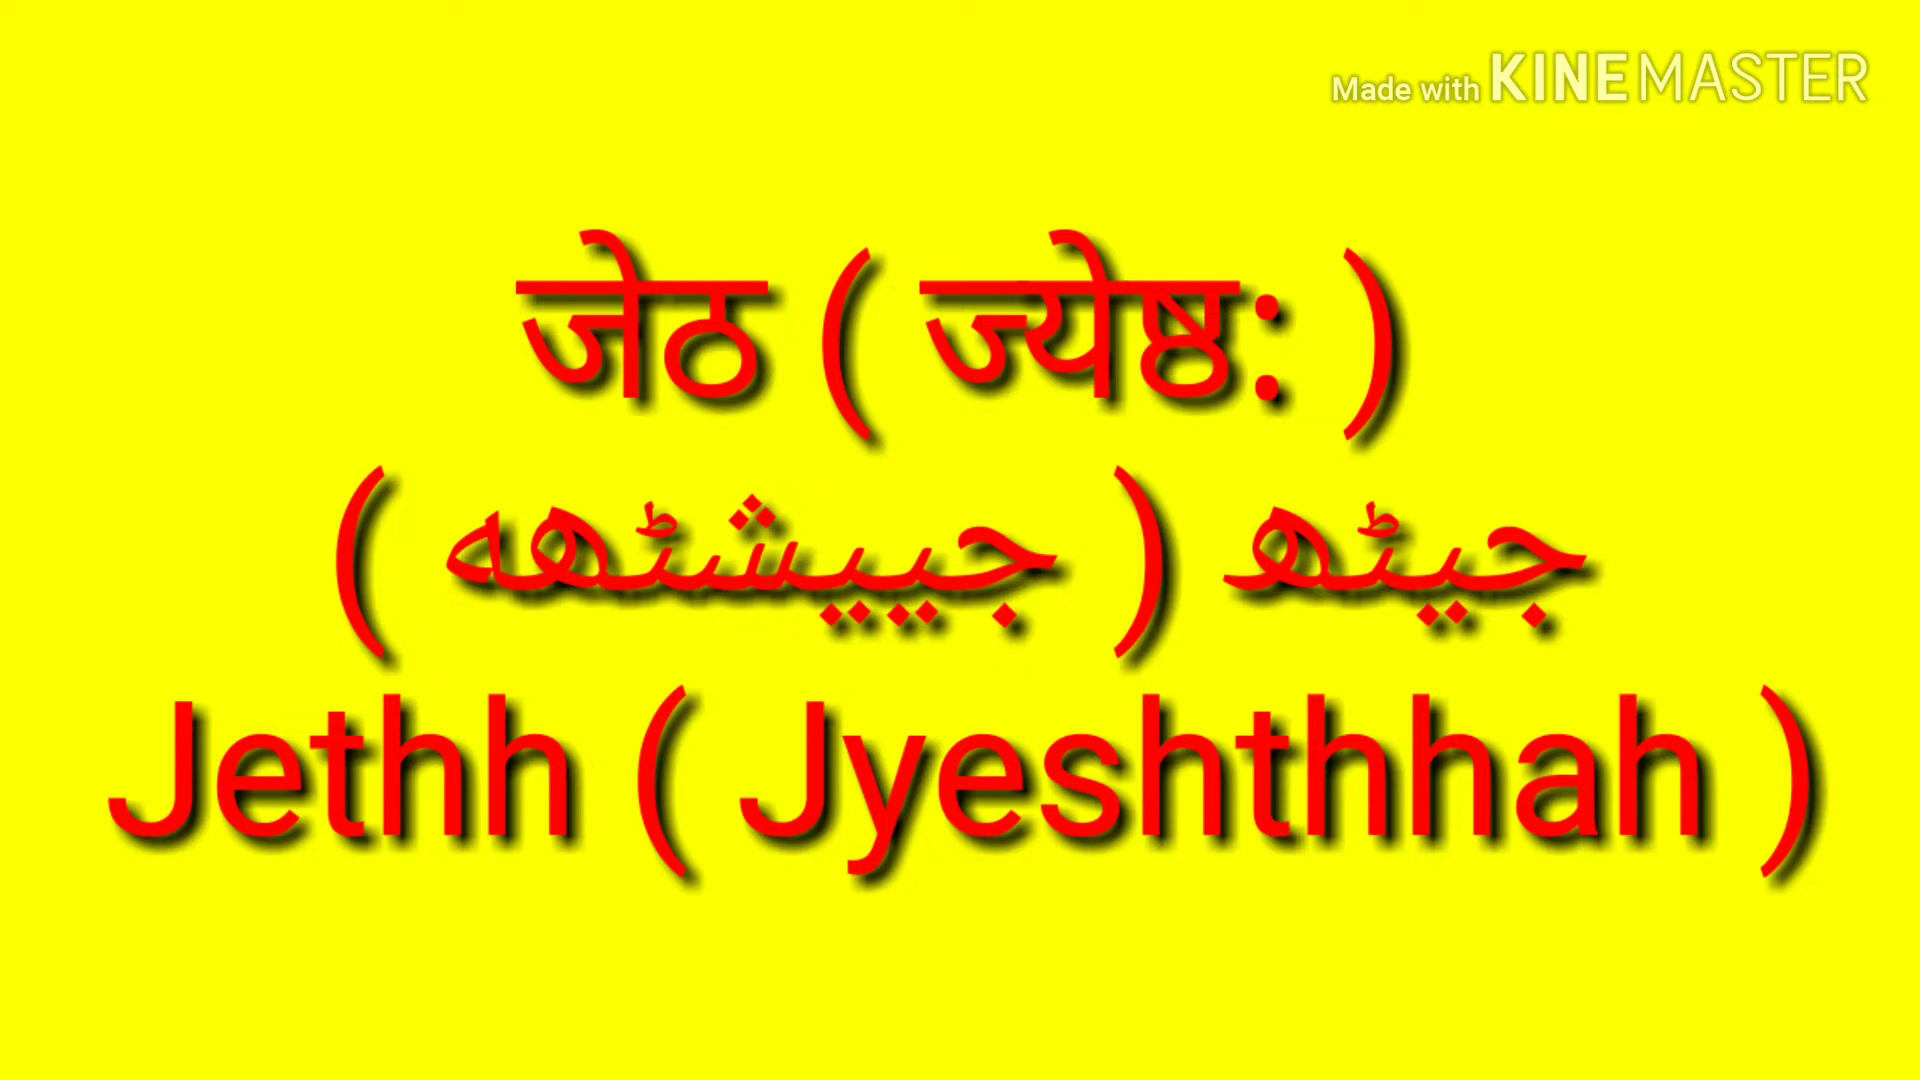 Made with KINEMASTER
जेठ ( ज्येष्ठ: )
جیٹھ ( جییشٹھہ )
Jethh ( Jyeshthhah )